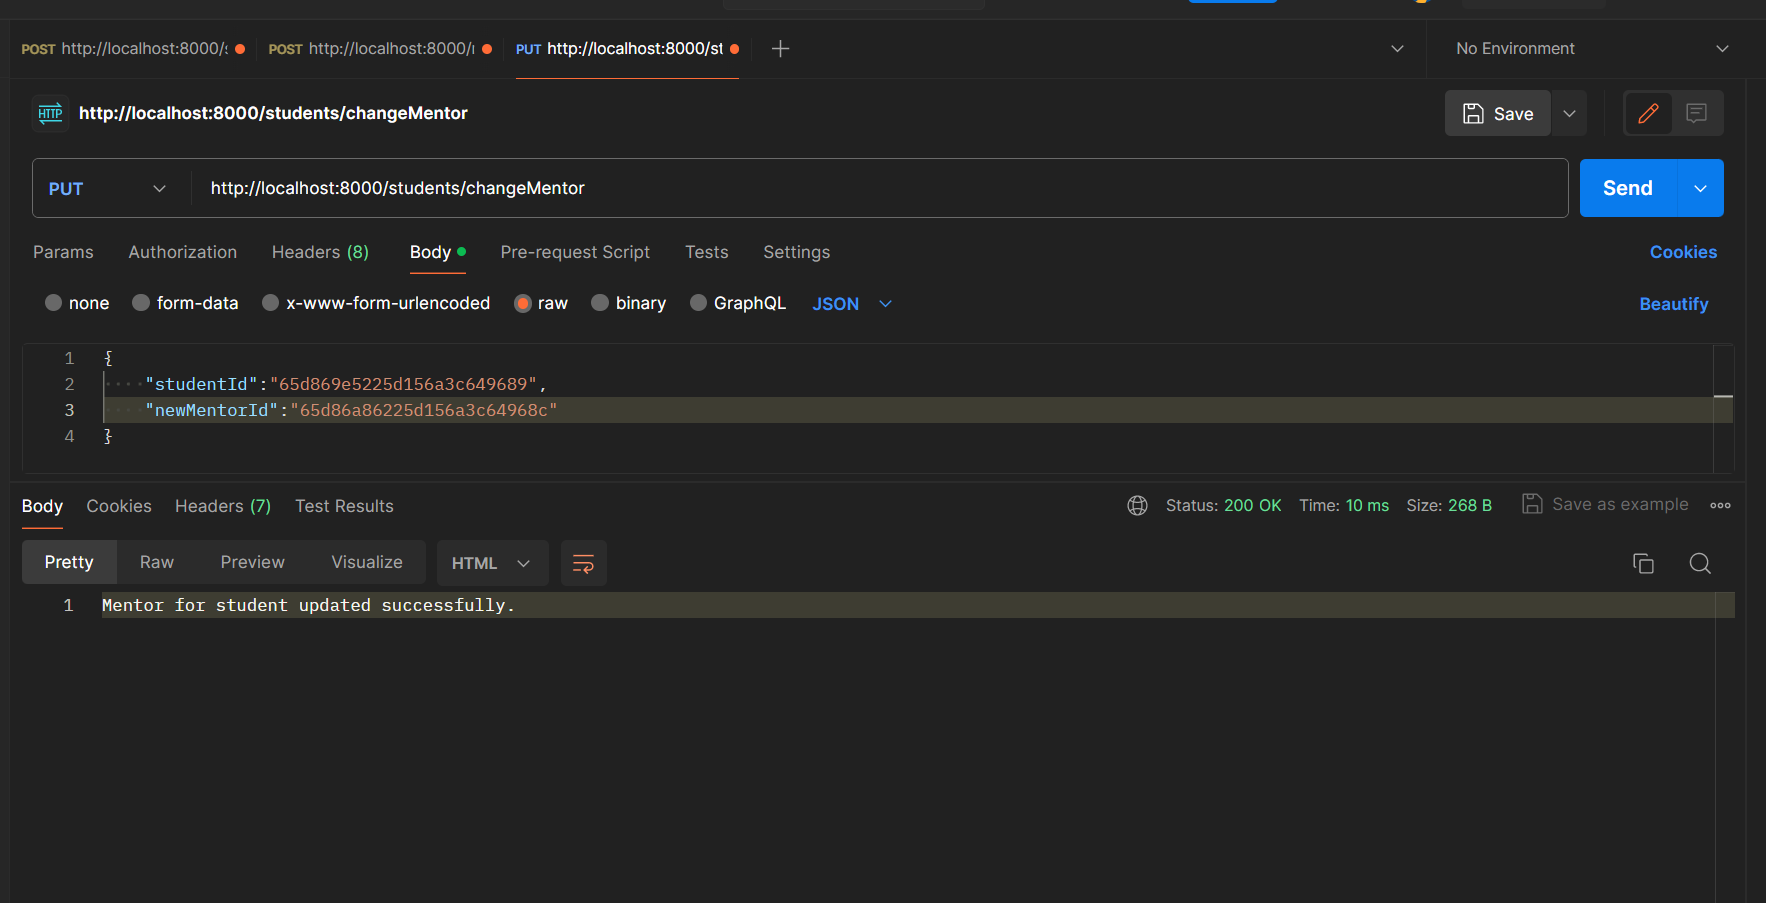 POST http://localhost:8000/s POST http://localhost:8000/ PUT http://localhost:8000/st No Environment
HTTP http://localhost:8000/students/changeMentor Save
PUT http://localhost:8000/students/changeMentor Send
Params Authorization Headers (8) Body Pre-request Script Tests Settings Cookies
none form-data x-www-form-urlencoded raw binary GraphQL JSON Beautify
1 {
2 "studentId":"65d869e5225d156a3c649689",
3 "newMentorId":"65d86a86225d156a3c64968c"
4 }
Body Cookies Headers (7) Test Results Status: 200 OK Time: 10 ms Size: 268 B Save as example
Pretty Raw Preview Visualize HTML
1 Mentor for student updated successfully.